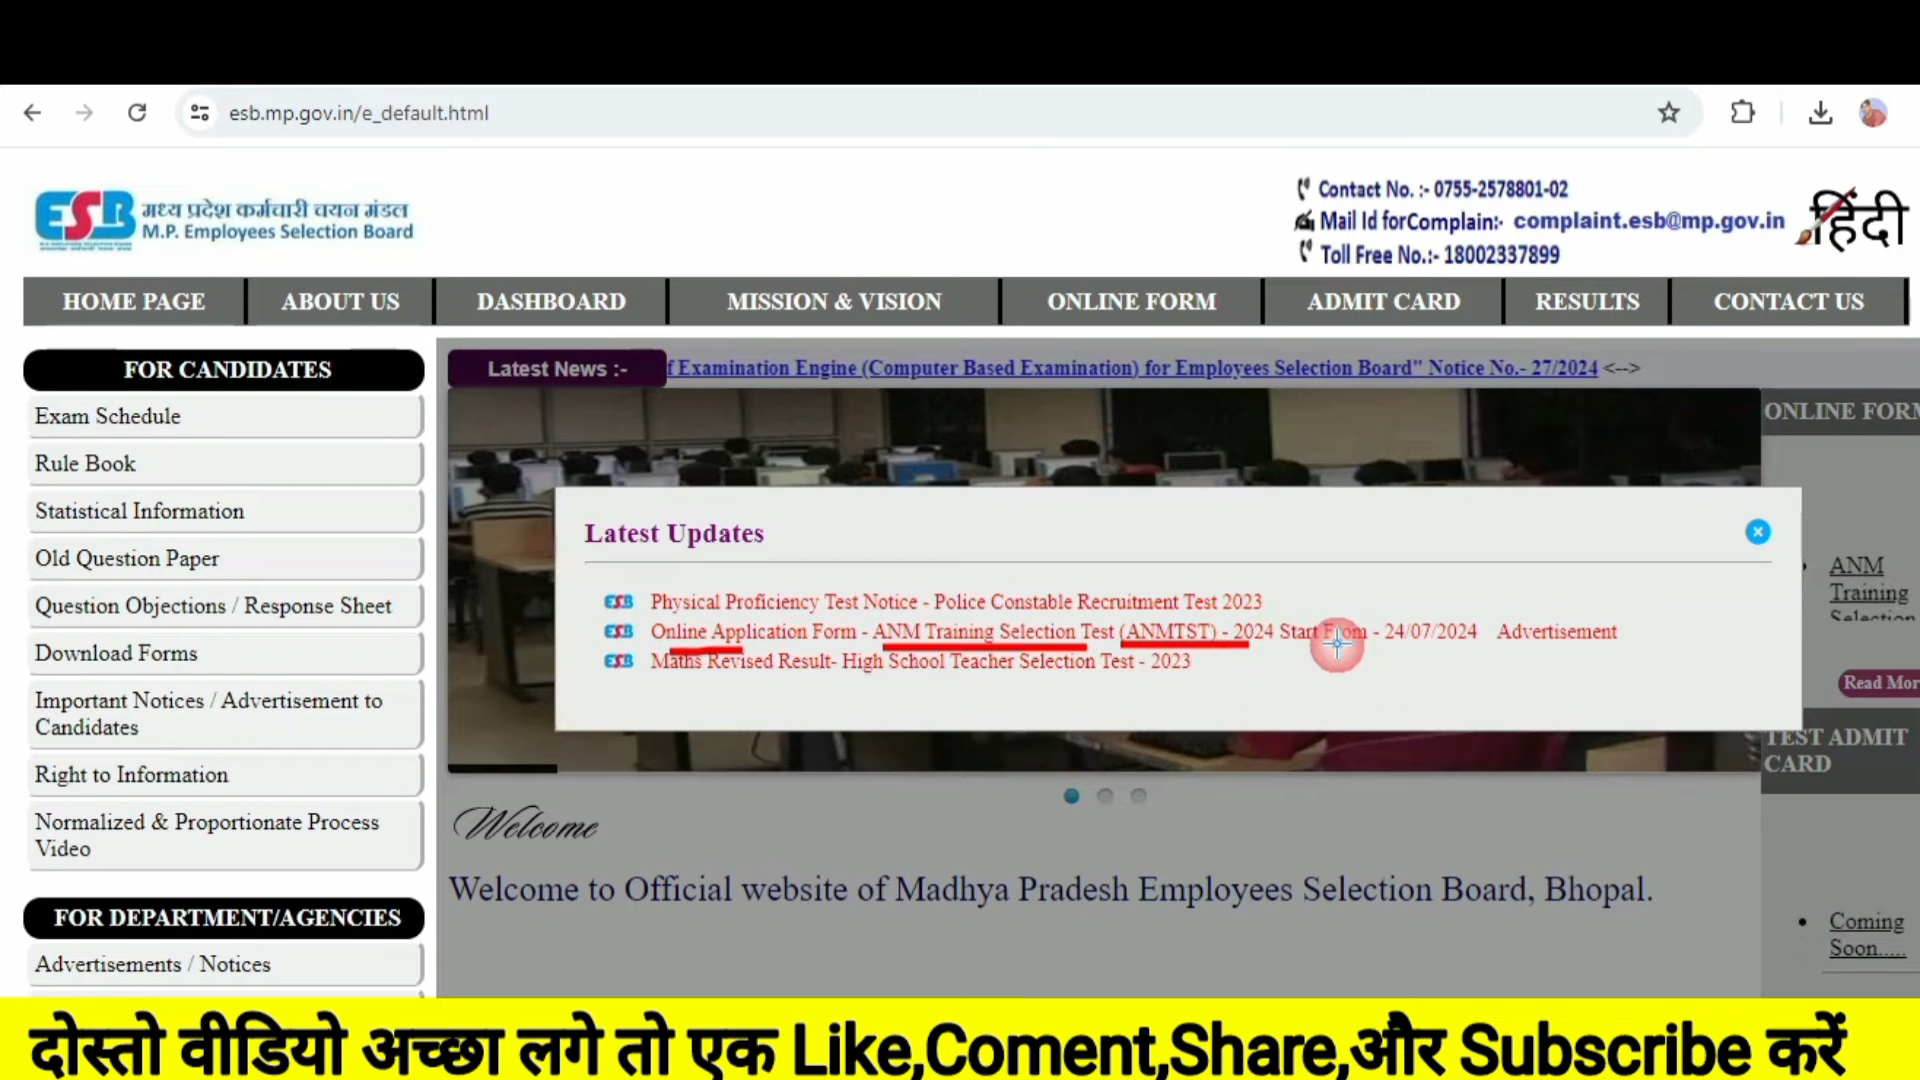 esb.mp.gov.in/e_default.html
ESB मध्य प्रदेश कर्मचारी चयन मंडल
M.P. Employees Selection Board
Contact No. :- 0755-2578801-02
Mail Id forComplain:- complaint.esb@mp.gov.in
Toll Free No.:- 18002337899
हिंदी
HOME PAGE ABOUT US DASHBOARD MISSION & VISION ONLINE FORM ADMIT CARD RESULTS CONTACT US
FOR CANDIDATES
Exam Schedule
Rule Book
Statistical Information
Old Question Paper
Question Objections / Response Sheet
Download Forms
Important Notices / Advertisement to
Candidates
Right to Information
Normalized & Proportionate Process
Video
FOR DEPARTMENT/AGENCIES
Advertisements / Notices
Latest News :- f Examination Engine (Computer Based Examination) for Employees Selection Board" Notice No.- 27/2024 <-->
Latest Updates
ESB Physical Proficiency Test Notice - Police Constable Recruitment Test 2023
ESB Online Application Form - ANM Training Selection Test (ANMTST) - 2024 Start From - 24/07/2024 Advertisement
ESB Maths Revised Result- High School Teacher Selection Test - 2023
Welcome
Welcome to Official website of Madhya Pradesh Employees Selection Board, Bhopal.
ONLINE FORM
ANM
Training
Selection
Read Mor
TEST ADMIT
CARD
Coming
Soon.....
दोस्तो वीडियो अच्छा लगे तो एक Like,Coment,Share,और Subscribe करें